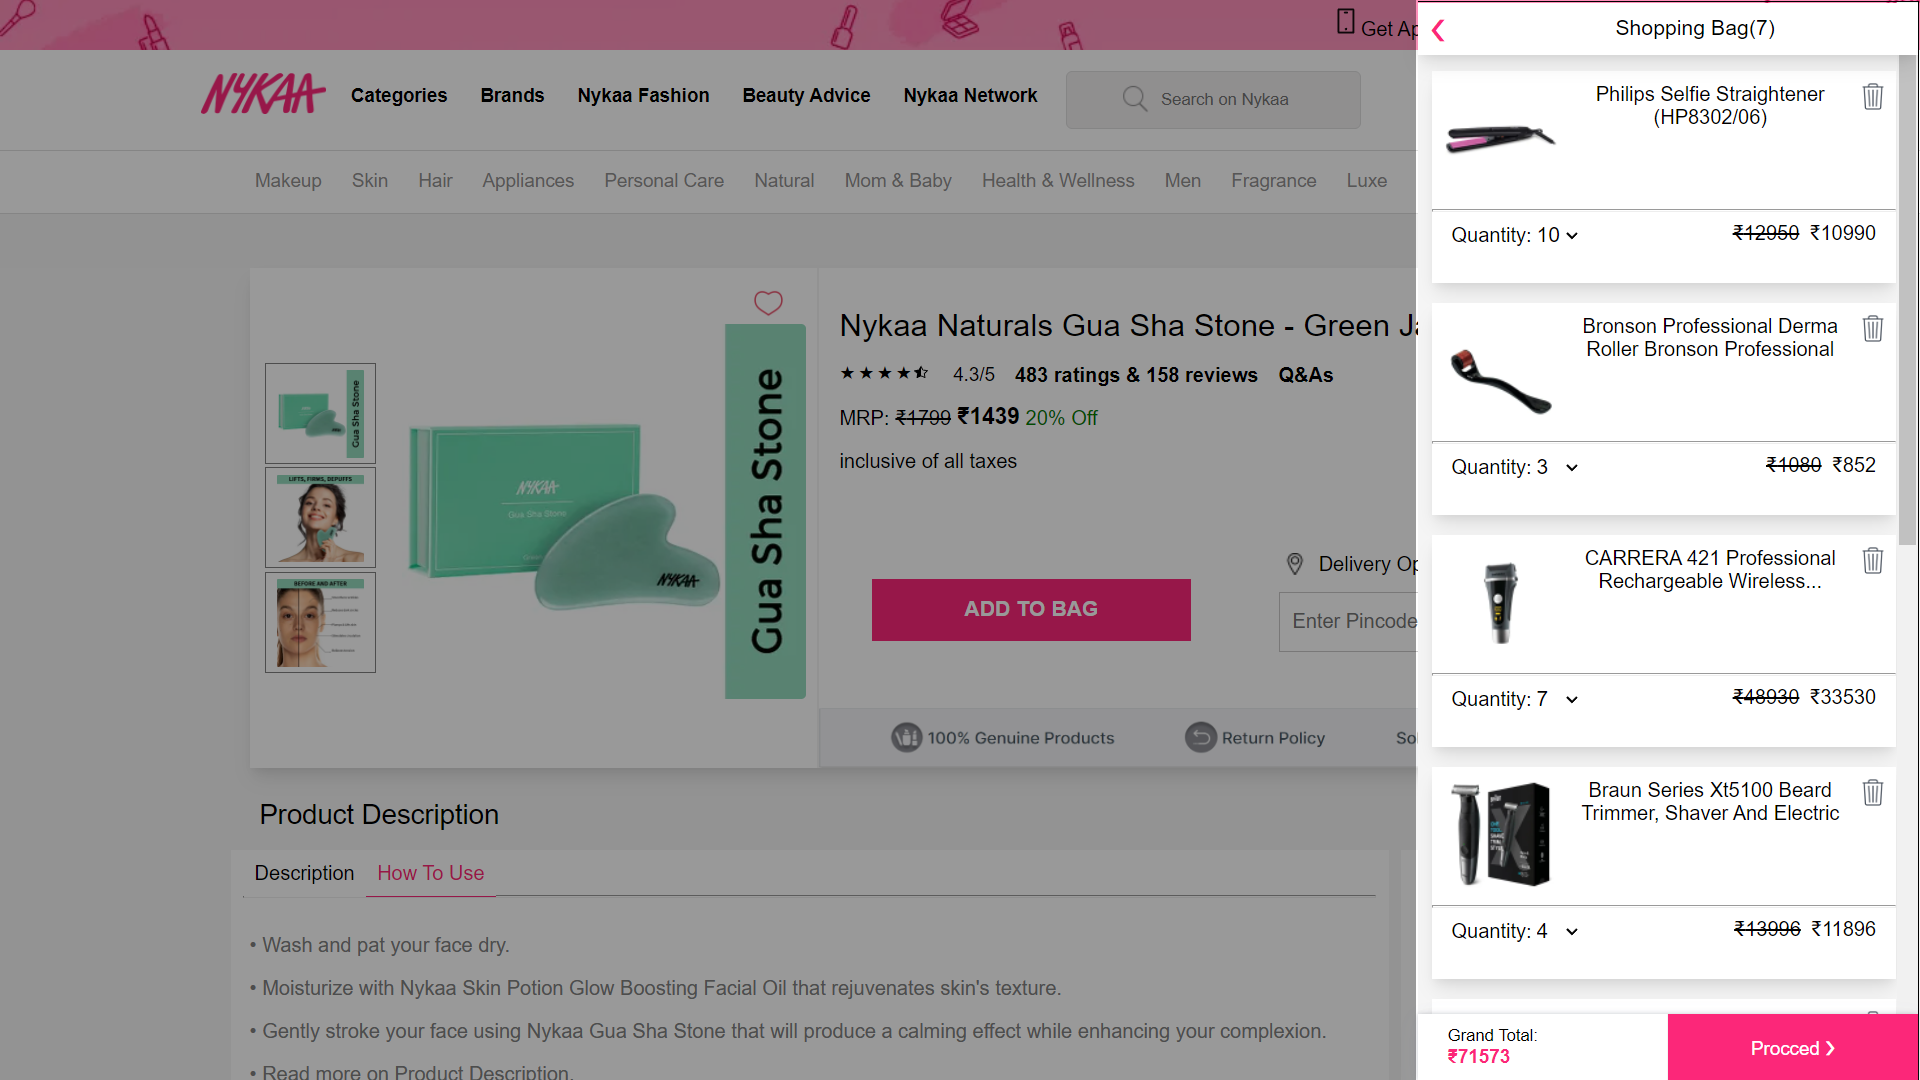 Get Ap
NYKAA
Categories
Brands
Nykaa Fashion
Beauty Advice
Nykaa Network
Search on Nykaa
Makeup
Skin
Hair
Appliances
Personal Care
Natural
Mom & Baby
Health & Wellness
Men
Fragrance
Luxe
Gua Sha Stone
LIFTS, FIRMS, DEPUFFS
BEFORE AND AFTER
NYKAA
Gua Sha Stone
NYKAA
Gua Sha Stone
Nykaa Naturals Gua Sha Stone - Green Ja
4.3/5
483 ratings & 158 reviews
Q&As
MRP: ₹1799 ₹1439 20% Off
inclusive of all taxes
ADD TO BAG
Delivery Op
Enter Pincode
100% Genuine Products
Return Policy
Sol
Product Description
Description
How To Use
• Wash and pat your face dry.
• Moisturize with Nykaa Skin Potion Glow Boosting Facial Oil that rejuvenates skin's texture.
• Gently stroke your face using Nykaa Gua Sha Stone that will produce a calming effect while enhancing your complexion.
• Read more on Product Description.
Shopping Bag(7)
Philips Selfie Straightener
(HP8302/06)
Quantity: 10
₹12950 ₹10990
Bronson Professional Derma
Roller Bronson Professional
Quantity: 3
₹1080 ₹852
CARRERA 421 Professional
Rechargeable Wireless...
Quantity: 7
₹48930 ₹33530
Braun Series Xt5100 Beard
Trimmer, Shaver And Electric
Quantity: 4
₹13996 ₹11896
Grand Total:
₹71573
Procced